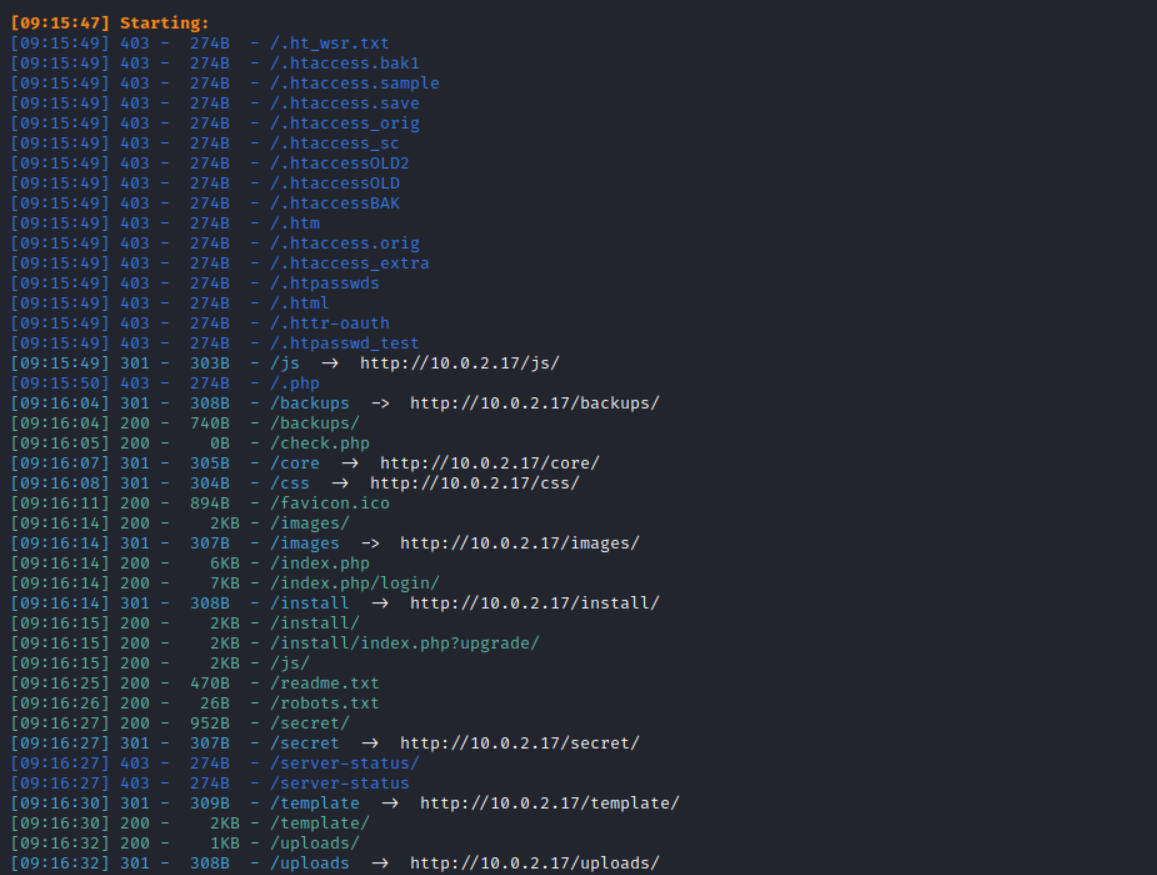 [09:15:47] Starting:
[09:15:49] 403 -  274B  - /.ht_wsr.txt
[09:15:49] 403 -  274B  - /.htaccess.bak1
[09:15:49] 403 -  274B  - /.htaccess.sample
[09:15:49] 403 -  274B  - /.htaccess.save
[09:15:49] 403 -  274B  - /.htaccess_orig
[09:15:49] 403 -  274B  - /.htaccess_sc
[09:15:49] 403 -  274B  - /.htaccessOLD2
[09:15:49] 403 -  274B  - /.htaccessOLD
[09:15:49] 403 -  274B  - /.htaccessBAK
[09:15:49] 403 -  274B  - /.htm
[09:15:49] 403 -  274B  - /.htaccess.orig
[09:15:49] 403 -  274B  - /.htaccess_extra
[09:15:49] 403 -  274B  - /.htpasswds
[09:15:49] 403 -  274B  - /.html
[09:15:49] 403 -  274B  - /.httr-oauth
[09:15:49] 403 -  274B  - /.htpasswd_test
[09:15:49] 301 -  303B  - /js  →  http://10.0.2.17/js/
[09:15:50] 403 -  274B  - /.php
[09:16:04] 301 -  308B  - /backups  ->  http://10.0.2.17/backups/
[09:16:04] 200 -  740B  - /backups/
[09:16:05] 200 -    0B  - /check.php
[09:16:07] 301 -  305B  - /core  →  http://10.0.2.17/core/
[09:16:08] 301 -  304B  - /css  →  http://10.0.2.17/css/
[09:16:11] 200 -  894B  - /favicon.ico
[09:16:14] 200 -    2KB - /images/
[09:16:14] 301 -  307B  - /images  ->  http://10.0.2.17/images/
[09:16:14] 200 -    6KB - /index.php
[09:16:14] 200 -    7KB - /index.php/login/
[09:16:14] 301 -  308B  - /install  →  http://10.0.2.17/install/
[09:16:15] 200 -    2KB - /install/
[09:16:15] 200 -    2KB - /install/index.php?upgrade/
[09:16:15] 200 -    2KB - /js/
[09:16:25] 200 -  470B  - /readme.txt
[09:16:26] 200 -   26B  - /robots.txt
[09:16:27] 200 -  952B  - /secret/
[09:16:27] 301 -  307B  - /secret  →  http://10.0.2.17/secret/
[09:16:27] 403 -  274B  - /server-status/
[09:16:27] 403 -  274B  - /server-status
[09:16:30] 301 -  309B  - /template  →  http://10.0.2.17/template/
[09:16:30] 200 -    2KB - /template/
[09:16:32] 200 -    1KB - /uploads/
[09:16:32] 301 -  308B  - /uploads  →  http://10.0.2.17/uploads/